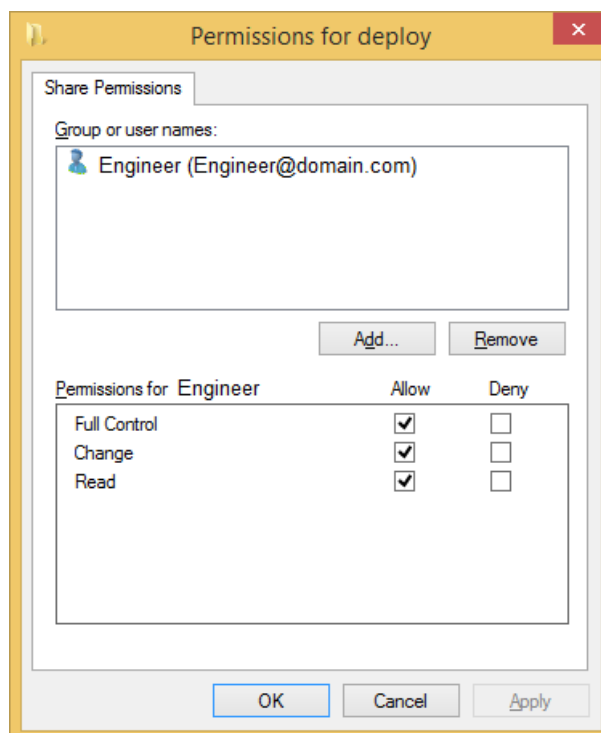 Permissions for deploy
Share Permissions
Group or user names:
Engineer (Engineer@domain.com)
Add...
Remove
Permissions for Engineer
Allow
Deny
Full Control
Change
Read
OK
Cancel
Apply